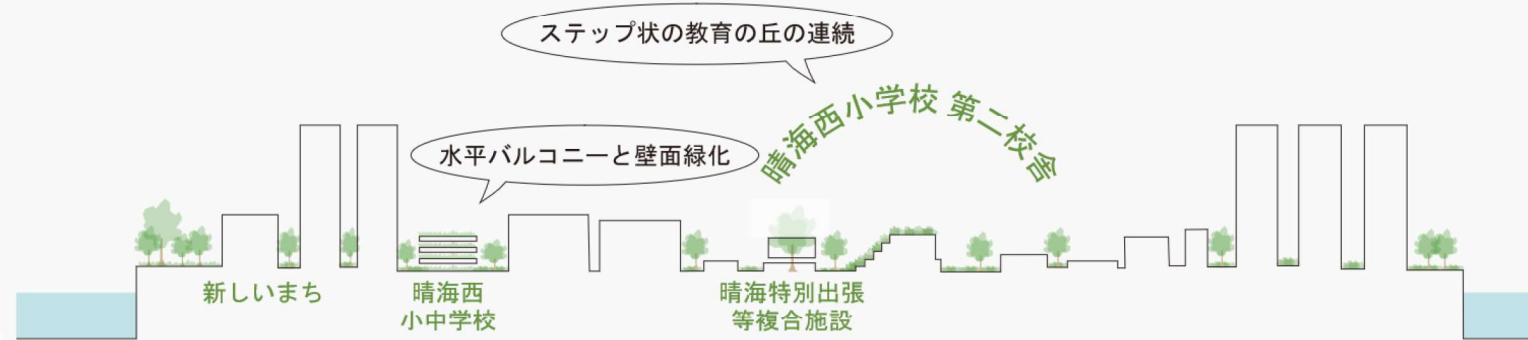 ステップ状の教育の丘の連続
晴海西小学校 第二校舎
水平バルコニーと壁面緑化
新しいまち
晴海西
小中学校
晴海特別出張
等複合施設